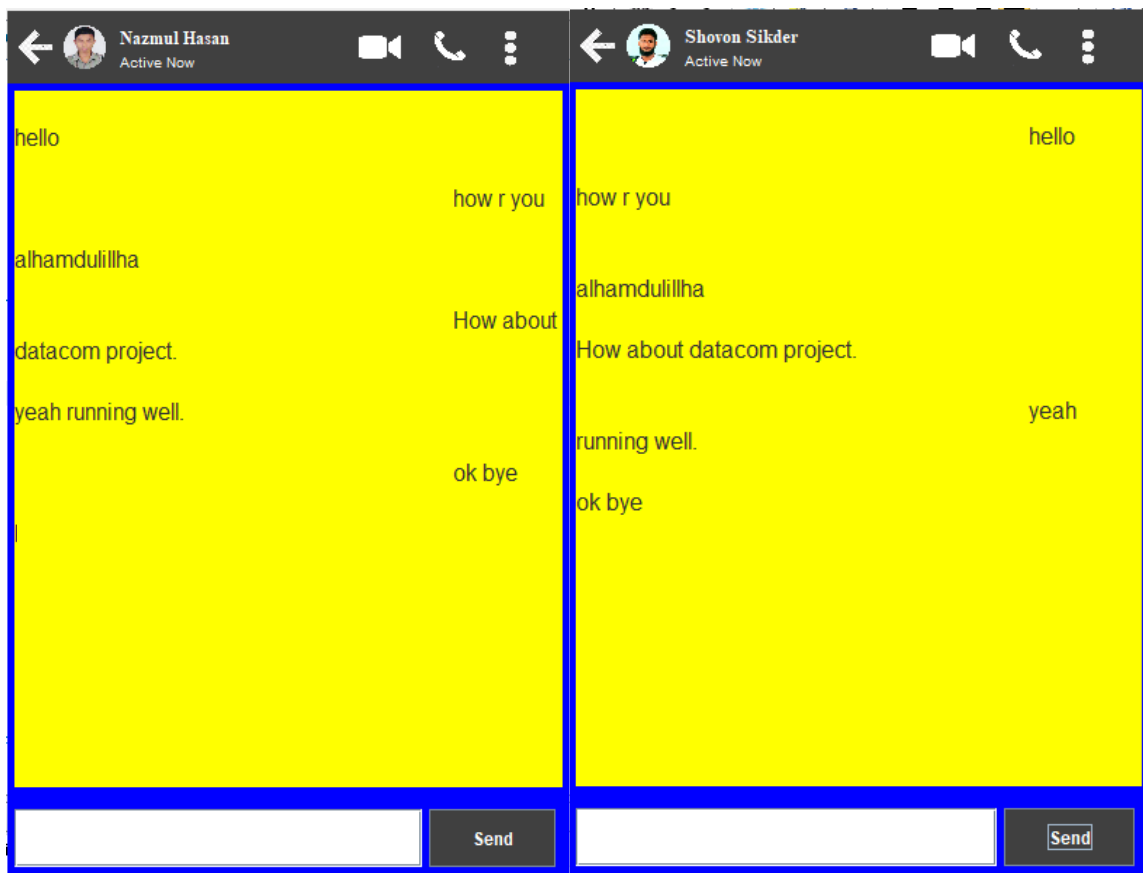 Nazmul Hasan
Active Now
hello
how r you
alhamdulillha
How about
datacom project.
yeah running well.
ok bye
Send
Shovon Sikder
Active Now
hello
how r you
alhamdulillha
How about datacom project.
yeah
running well.
ok bye
Send